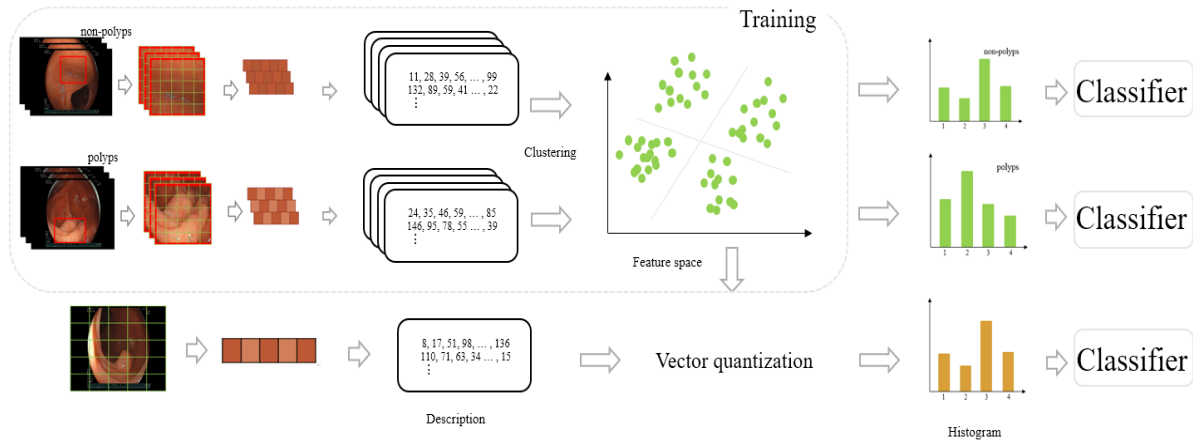 Training
non-polyps
11, 28, 39, 56, ... , 99
132, 89, 59, 41 ... , 22
⋮
Clustering
non-polyps
1 2 3 4
Classifier
polyps
24, 35, 46, 59, ... , 85
146, 95, 78, 55 ... , 39
⋮
Feature space
polyps
1 2 3 4
Classifier
8, 17, 51, 98, ... , 136
110, 71, 63, 34 ... , 15
⋮
Description
Vector quantization
1 2 3 4
Histogram
Classifier